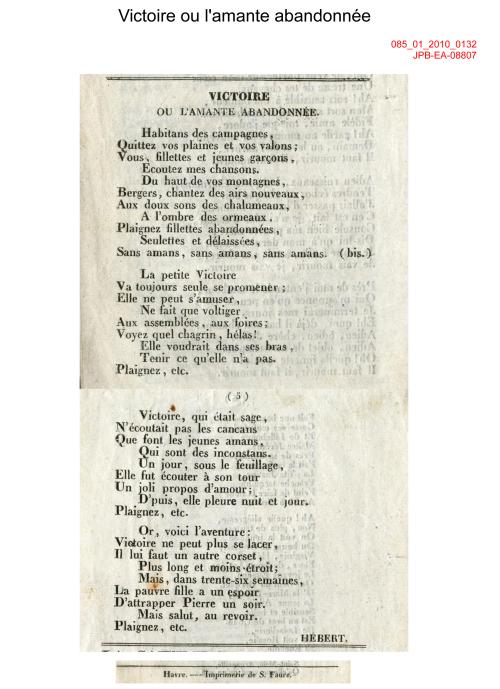 Victoire ou l'amante abandonnée
085_01_2010_0132
JPB-EA-08807
VICTOIRE
OU L'AMANTE ABANDONNÉE.
Habitans des campagnes,
Quittez vos plaines et vos valons;
Vous, fillettes et jeunes garçons,
Ecoutez mes chansons.
Du haut de vos montagnes,
Bergers, chantez des airs nouveaux,
Aux doux sons des chalumeaux,
A l'ombre des ormeaux.
Plaignez fillettes abandonnées,
Seulettes et délaissées,
Sans amans, sans amans, sans amans. (bis.)
La petite Victoire
Va toujours seule se promener;
Elle ne peut s'amuser,
Ne fait que voltiger
Aux assemblées, aux foires;
Voyez quel chagrin, hélas!
Elle voudrait dans ses bras,
Tenir ce qu'elle n'a pas.
Plaignez, etc.
(5)
Victoire, qui était sage,
N'écoutait pas les cancans
Que font les jeunes amans,
Qui sont des inconstans.
Un jour, sous le feuillage,
Elle fut écouter à son tour
Un joli propos d'amour;
D'puis, elle pleure nuit et jour.
Plaignez, etc.
Or, voici l'aventure:
Victoire ne peut plus se lacer,
Il lui faut un autre corset,
Plus long et moins étroit;
Mais, dans trente-six semaines,
La pauvre fille a un espoir
D'attrapper Pierre un soir.
Mais salut, au revoir.
Plaignez, etc.
HÉBERT.
Havre. — Imprimerie de S. Faure.